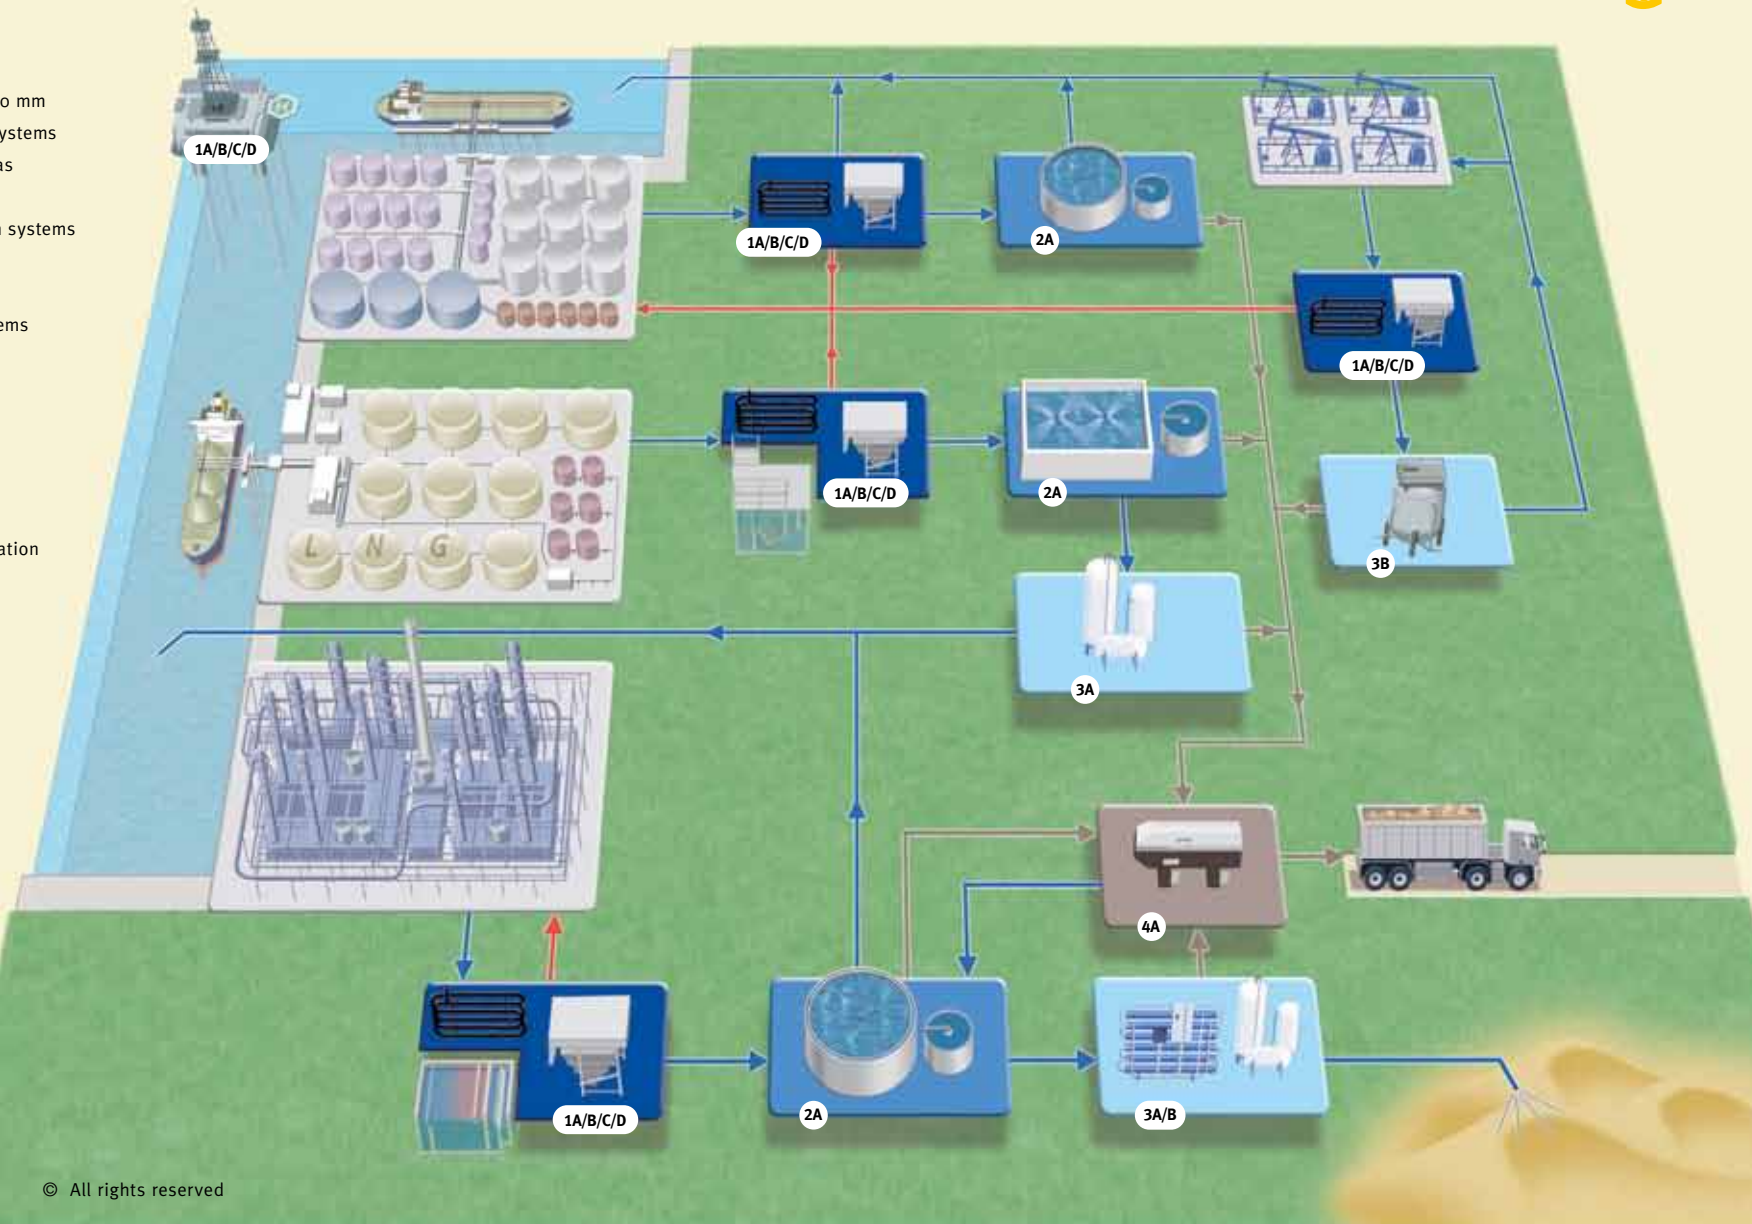 o mm
ystems
as
n systems
ems
ation
1A/B/C/D
1A/B/C/D
2A
1A/B/C/D
1A/B/C/D
2A
3B
L N G
3A
4A
1A/B/C/D
2A
3A/B
© All rights reserved